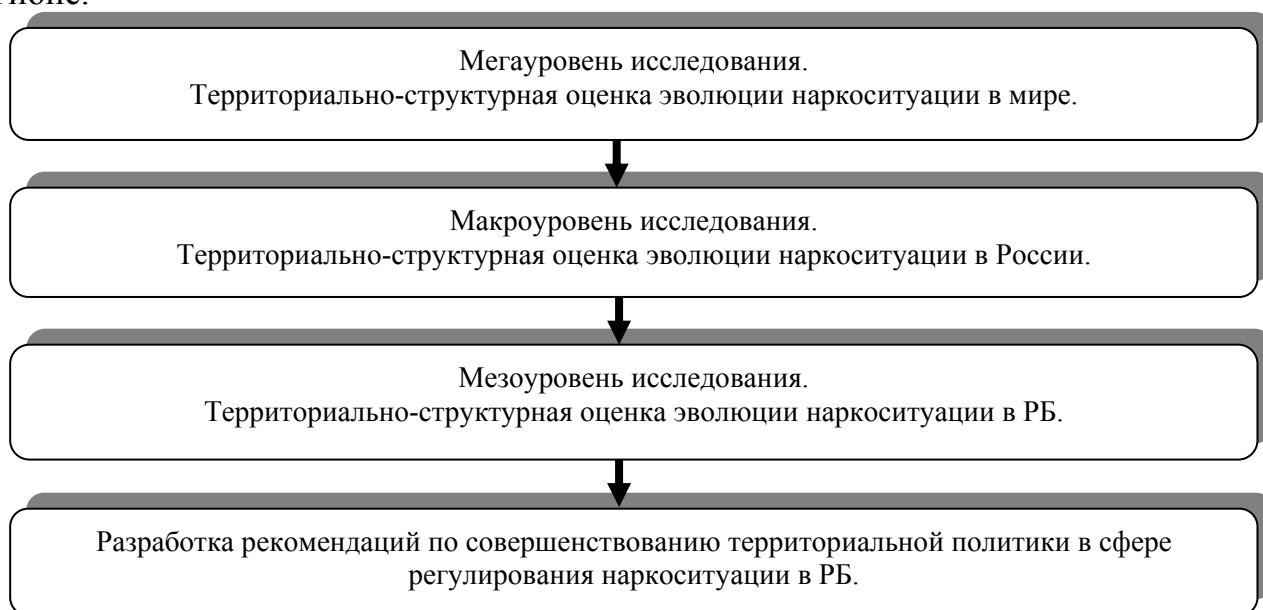 Мегауровень исследования.
Территориально-структурная оценка эволюции наркоситуации в мире.
Макроуровень исследования.
Территориально-структурная оценка эволюции наркоситуации в России.
Мезоуровень исследования.
Территориально-структурная оценка эволюции наркоситуации в РБ.
Разработка рекомендаций по совершенствованию территориальной политики в сфере
регулирования наркоситуации в РБ.